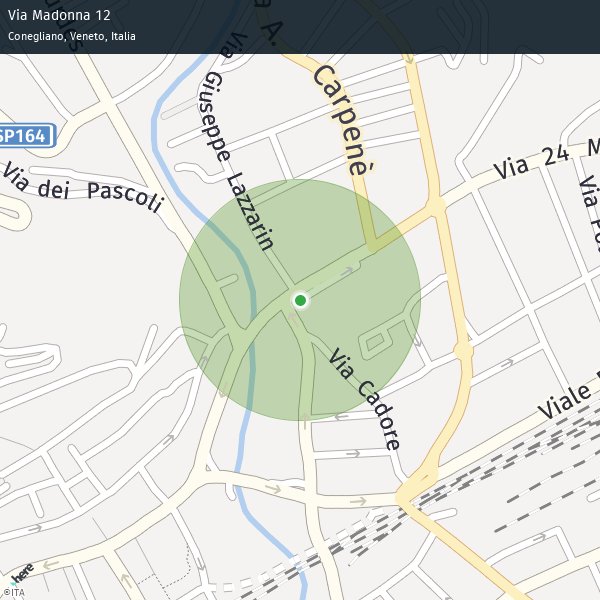 Via Madonna 12
Conegliano, Veneto, Italia
A.
Carpenè
Via Giuseppe Lazzarin
SP164
Via dei Pascoli
Via 24 M
Via
Via Cadore
Viale
here
©ITA